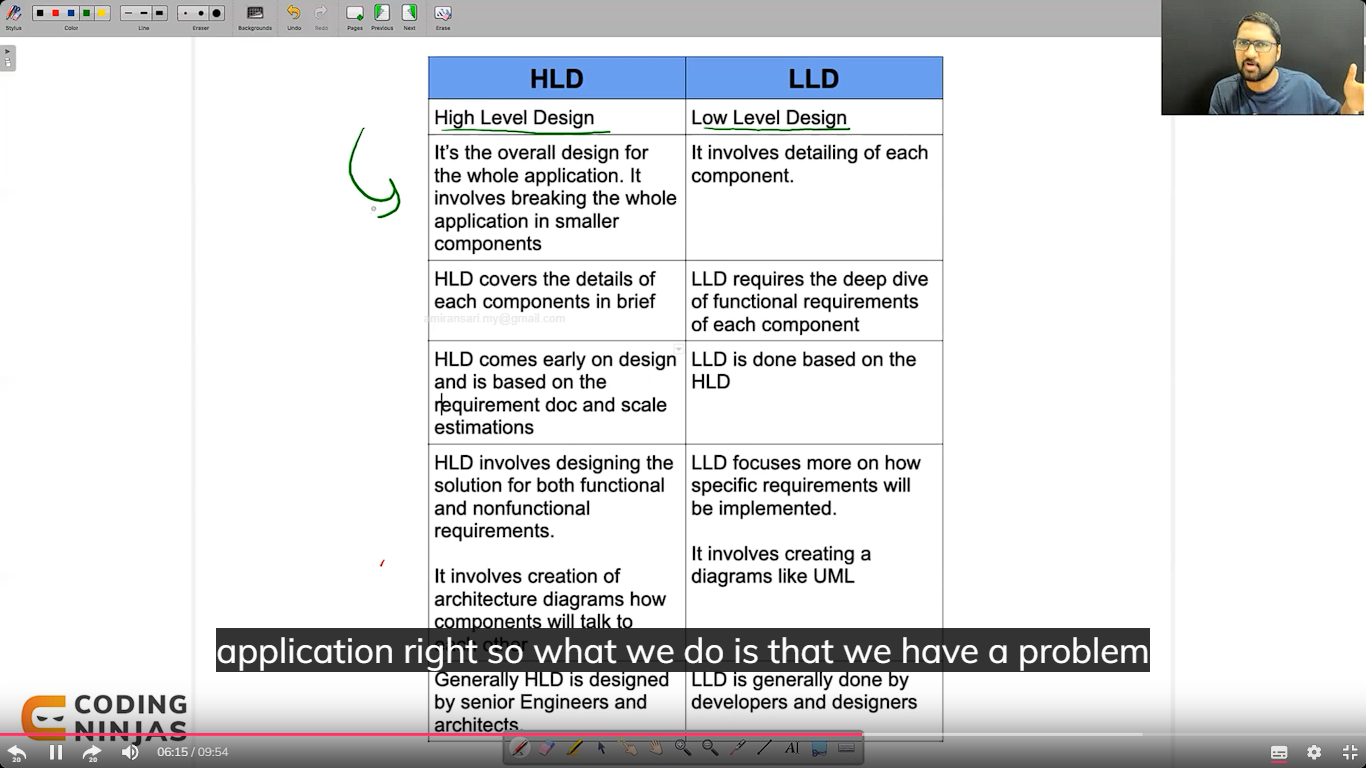 Stylus
Color
Line
Eraser
Backgrounds
Undo
Redo
Pages
Previous
Next
Erase
HLD
LLD
High Level Design
Low Level Design
It's the overall design for
the whole application. It
involves breaking the whole
application in smaller
components
It involves detailing of each
component.
HLD covers the details of
each components in brief
amiransari.my@gmail.com
LLD requires the deep dive
of functional requirements
of each component
HLD comes early on design
and is based on the
requirement doc and scale
estimations
LLD is done based on the
HLD
HLD involves designing the
solution for both functional
and nonfunctional
requirements.
It involves creation of
architecture diagrams how
components will talk to
each other
LLD focuses more on how
specific requirements will
be implemented.
It involves creating a
diagrams like UML
application right so what we do is that we have a problem
Generally HLD is designed
by senior Engineers and
architects.
LLD is generally done by
developers and designers
CODING
NINJAS
20
20
06:15 / 09:54